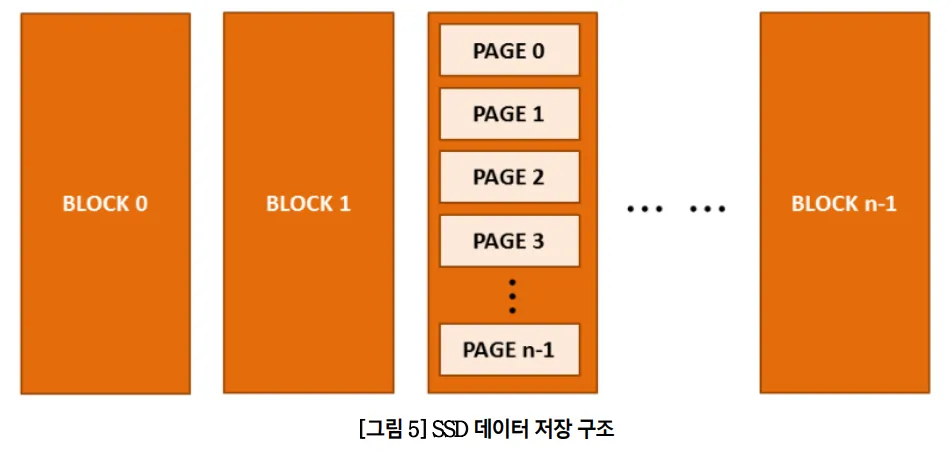 BLOCK 0
BLOCK 1
PAGE 0
PAGE 1
PAGE 2
PAGE 3
PAGE n-1
... ...
BLOCK n-1
[그림 5] SSD 데이터 저장 구조